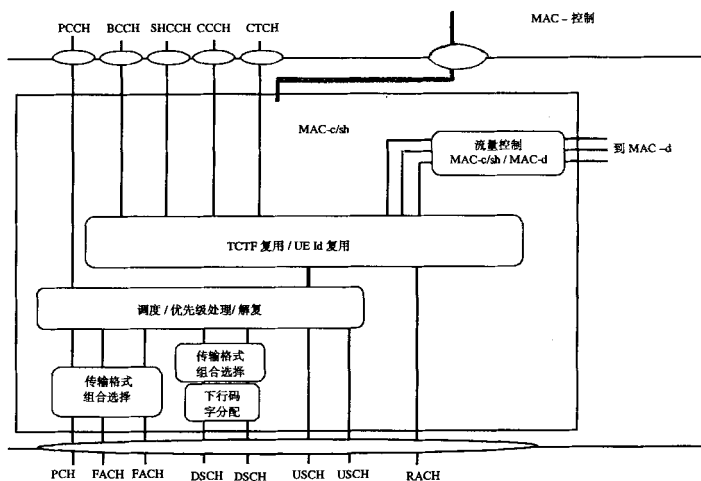 MAC – 控制
PCCH BCCH SHCCH CCCH CTCH
MAC-c/sh
流量控制
MAC-c/sh / MAC-d
到 MAC –d
TCTF 复用 / UE Id 复用
调度 / 优先级处理/ 解复
传输格式
组合选择
传输格式
组合选择
下行码
字分配
PCH FACH FACH DSCH DSCH USCH USCH RACH